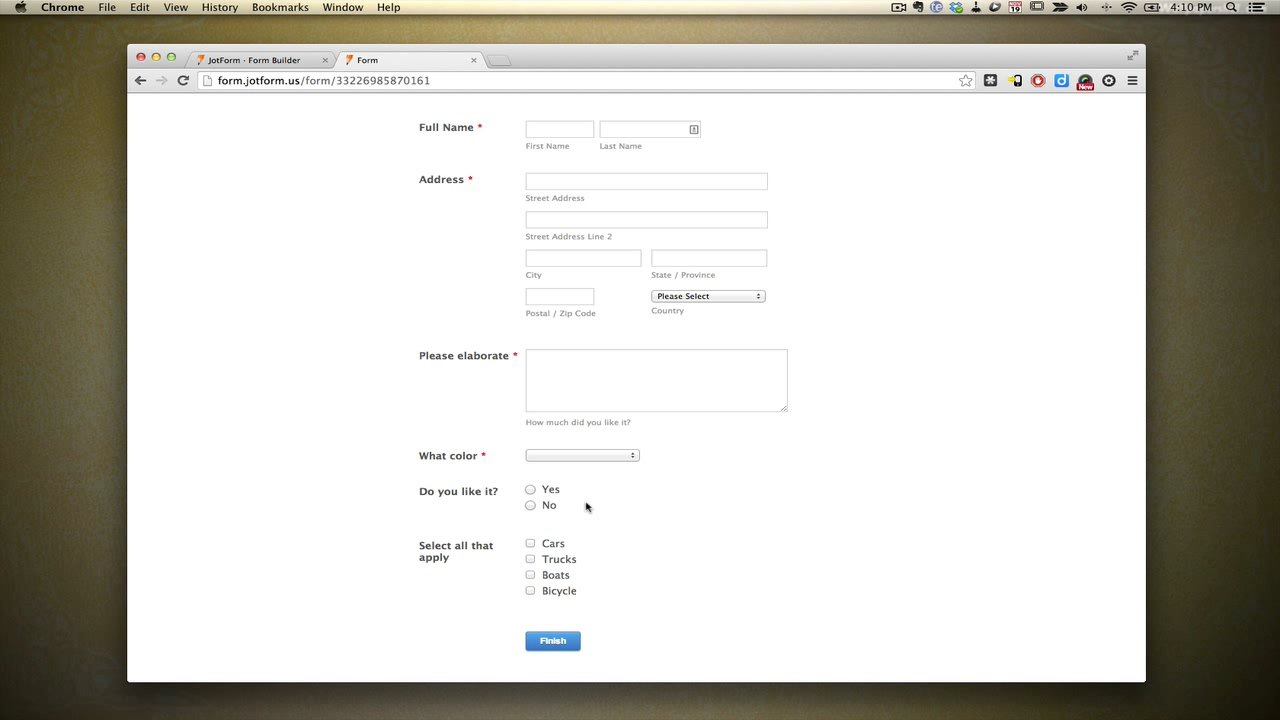 Chrome File Edit View History Bookmarks Window Help 4:10 PM
NOV
19
JotForm · Form Builder × Form ×
form.jotform.us/form/33226985870161
New
Full Name *
First Name Last Name
Address *
Street Address
Street Address Line 2
City State / Province
Please Select
Postal / Zip Code Country
Please elaborate *
How much did you like it?
What color *
Do you like it? Yes
No
Select all that apply Cars
Trucks
Boats
Bicycle
Finish